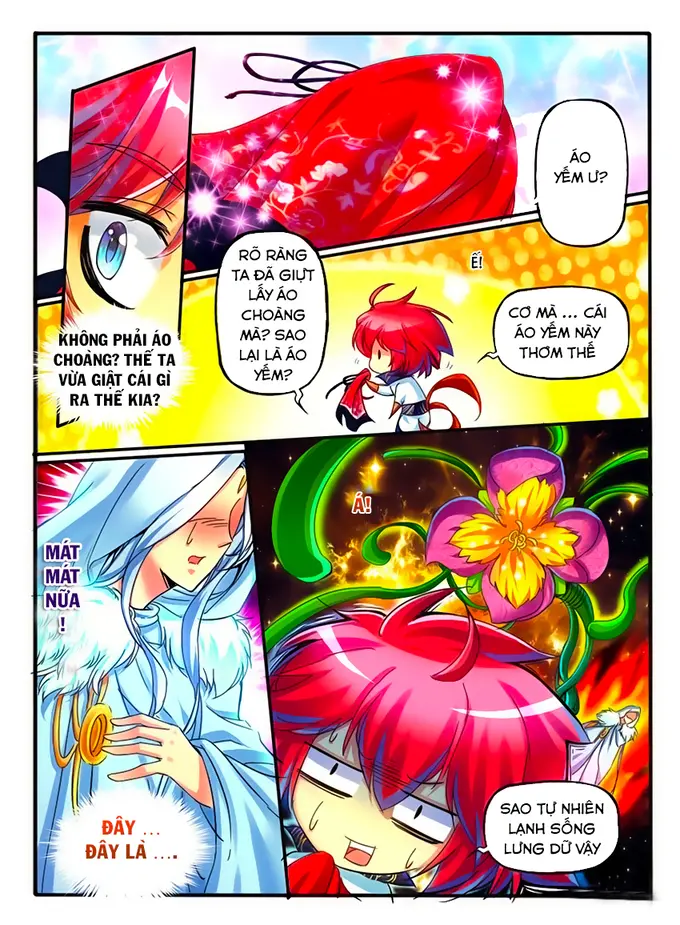 ÁO
YẾM Ư?
KHÔNG PHẢI ÁO
CHOÀNG? THẾ TA
VỪA GIẬT CÁI GÌ
RA THẾ KIA?
RÕ RÀNG
TA ĐÃ GIỰT
LẤY ÁO
CHOÀNG
MÀ? SAO
LẠI LÀ ÁO
YẾM?
Ế!
CƠ MÀ ... CÁI
ÁO YẾM NÀY
THƠM THẾ
MÁT
MÁT
NỮA
!
ĐÂY ...
ĐÂY LÀ ....
Á!
SAO TỰ NHIÊN
LẠNH SỐNG
LƯNG DỮ VẬY